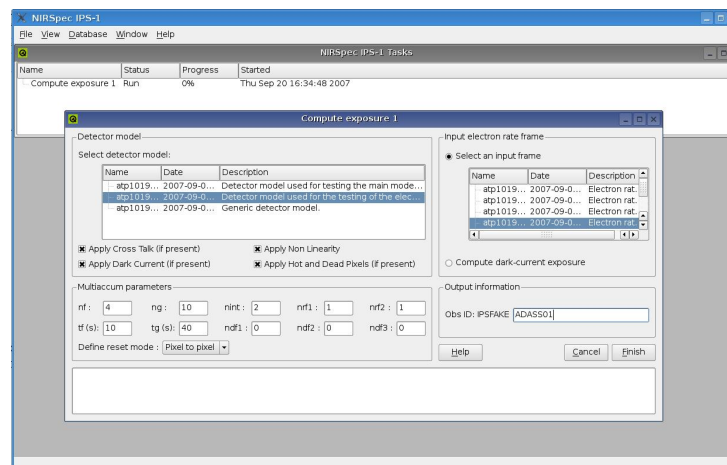 NIRSpec IPS-1
File View Database Window Help
NIRSpec IPS-1 Tasks
Name Status Progress Started
Compute exposure 1 Run 0% Thu Sep 20 16:34:48 2007
Compute exposure 1
Detector model
Select detector model:
Name Date Description
atp1019... 2007-09-0... Detector model used for testing the main mode...
atp1019... 2007-09-0... Detector model used for the testing of the elec...
atp1019... 2007-09-0... Generic detector model.
Apply Cross Talk (if present) Apply Non Linearity
Apply Dark Current (if present) Apply Hot and Dead Pixels (if present)
Input electron rate frame
Select an input frame
Name Date Description
atp1019... 2007-09-0... Electron rat.
atp1019... 2007-09-0... Electron rat.
atp1019... 2007-09-0... Electron rat.
atp1019... 2007-09-0... Electron rat.
Compute dark-current exposure
Multiaccum parameters
nf : 4 ng : 10 nint : 2 nrf1 : 1 nrf2 : 1
tf (s): 10 tg (s): 40 ndf1 : 0 ndf2 : 0 ndf3 : 0
Define reset mode : Pixel to pixel
Output information
Obs ID: IPSFAKE ADASS01
Help Cancel Finish